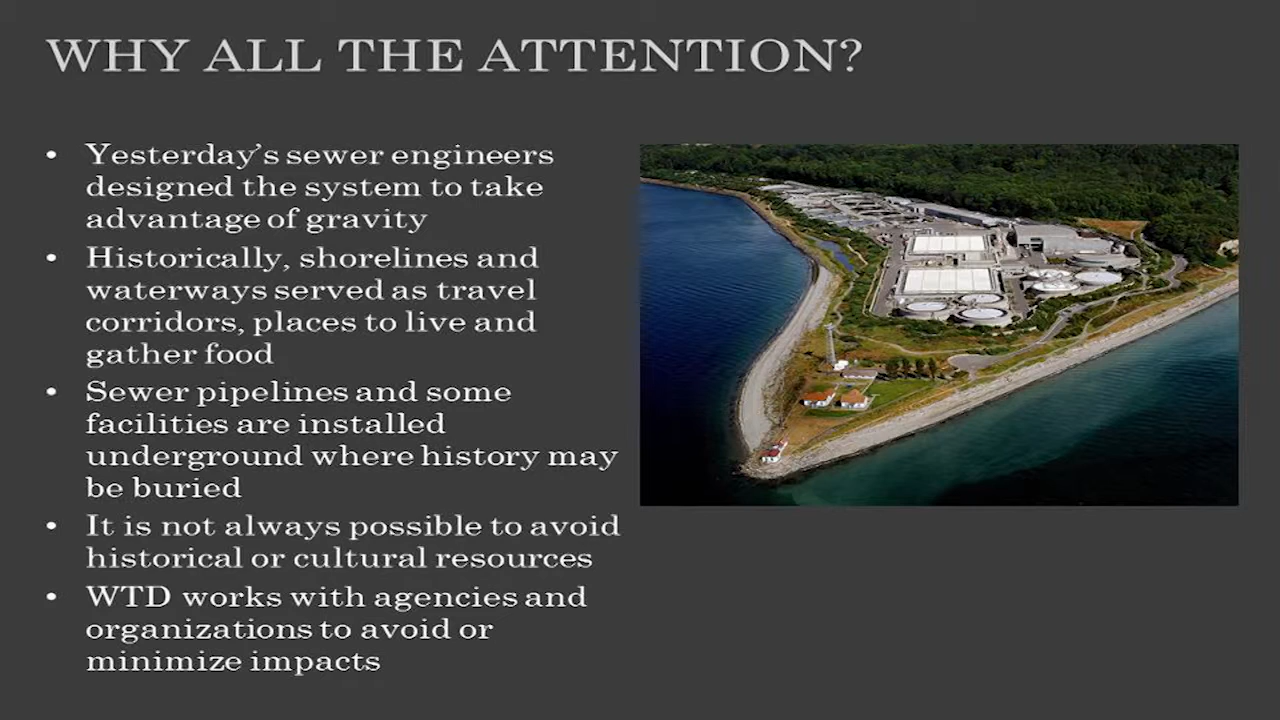 WHY ALL THE ATTENTION?
• Yesterday's sewer engineers
designed the system to take
advantage of gravity
• Historically, shorelines and
waterways served as travel
corridors, places to live and
gather food
• Sewer pipelines and some
facilities are installed
underground where history may
be buried
• It is not always possible to avoid
historical or cultural resources
• WTD works with agencies and
organizations to avoid or
minimize impacts